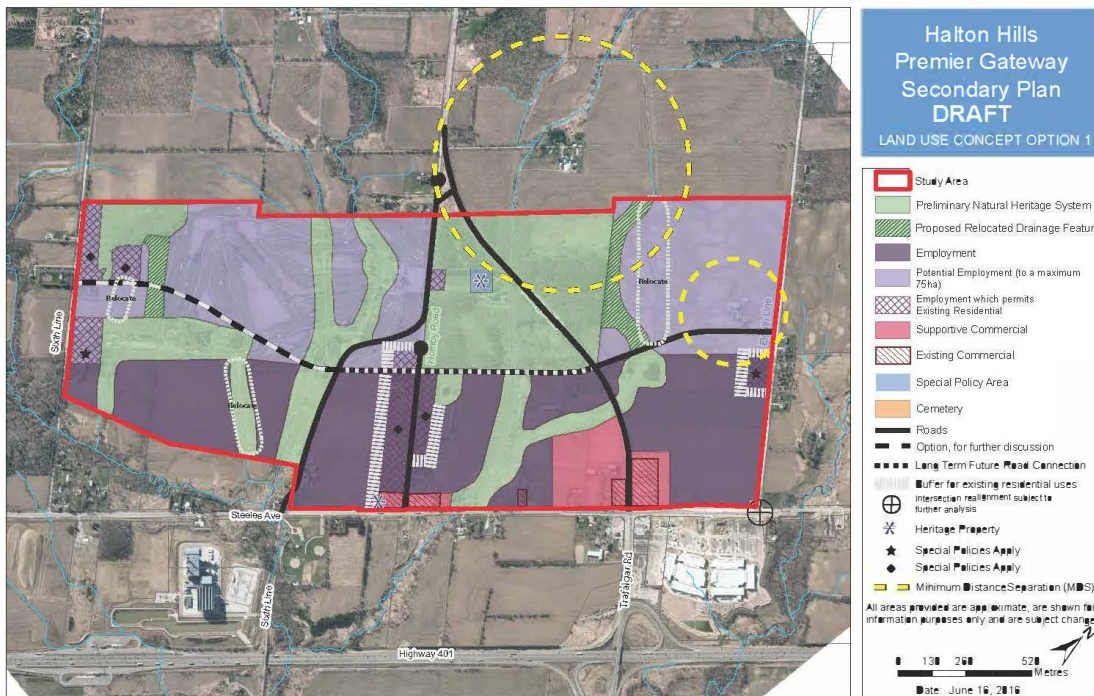 Halton Hills
Premier Gateway
Secondary Plan
DRAFT
LAND USE CONCEPT OPTION 1
Study Area
Preliminary Natural Heritage System
Proposed Relocated Drainage Featur
Employment
Potential Employment (to a maximum
75ha)
Employment which permits
Existing Residential
Supportive Commercial
Existing Commercial
Special Policy Area
Cemetery
Roads
Option, for further discussion
Long Term Future Road Connection
Buffer for existing residential uses
Intersection realignment subject to
further analysis
Heritage Property
Special Policies Apply
Special Policies Apply
Minimum Distance Separation (MDS)
All areas provided are approximate, are shown for
information purposes only and are subject change
N
0 130 260 520
Metres
Date: June 16, 2016
Relocate
Relocate
Relocate
Sixth Line
Hornby Road
Eighth Line
Steeles Ave
Sixth Line
Trafalgar Rd
Highway 401